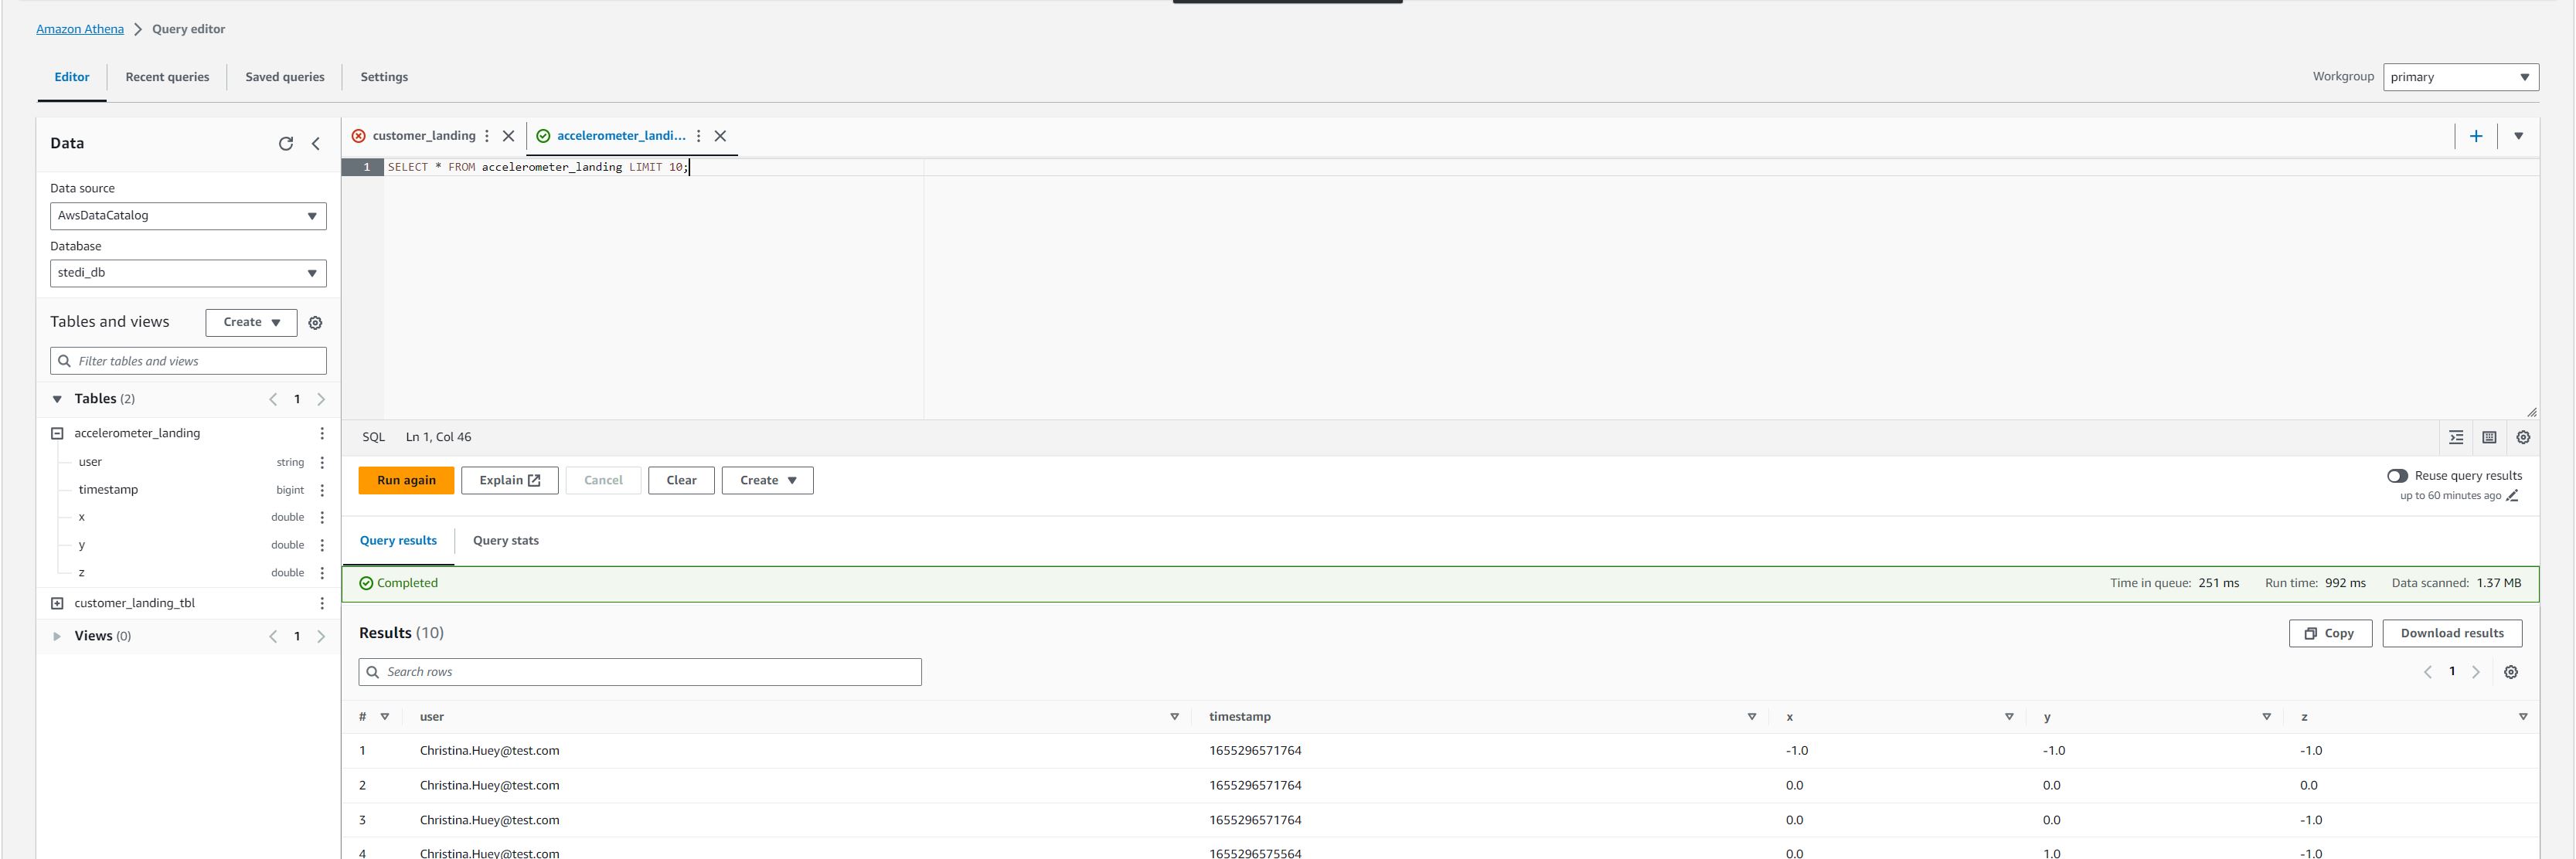 Amazon Athena > Query editor
Editor Recent queries Saved queries Settings
Workgroup primary
Data
Data source
AwsDataCatalog
Database
stedi_db
Tables and views Create
Filter tables and views
Tables (2) < 1 >
accelerometer_landing
user string
timestamp bigint
x double
y double
z double
customer_landing_tbl
Views (0) < 1 >
customer_landing accelerometer_landi...
1 SELECT * FROM accelerometer_landing LIMIT 10;
SQL Ln 1, Col 46
Run again Explain Cancel Clear Create
Reuse query results
up to 60 minutes ago
Query results Query stats
Completed Time in queue: 251 ms Run time: 992 ms Data scanned: 1.37 MB
Results (10) Copy Download results
Search rows < 1 >
# user timestamp x y z
1 Christina.Huey@test.com 1655296571764 -1.0 -1.0 -1.0
2 Christina.Huey@test.com 1655296571764 0.0 0.0 0.0
3 Christina.Huey@test.com 1655296571764 0.0 0.0 -1.0
4 Christina.Huey@test.com 1655296575564 0.0 1.0 -1.0